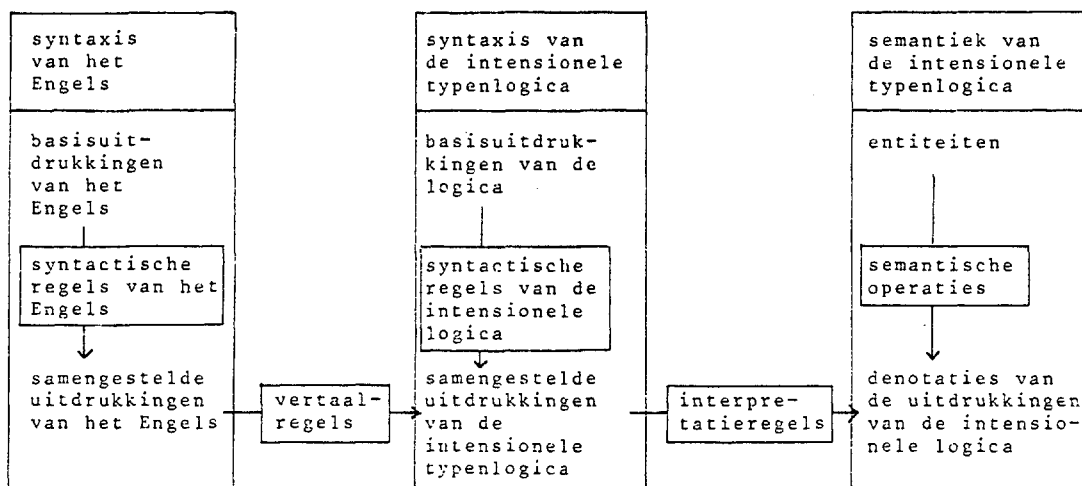 syntaxis
van het
Engels
basisuit-
drukkingen
van het
Engels
syntactische
regels van het
Engels
samengestelde
uitdrukkingen
van het Engels
vertaal-
regels
syntaxis van
de intensionele
typenlogica
basisuitdruk-
kingen van de
logica
syntactische
regels van de
intensionele
logica
samengestelde
uitdrukkingen
van de
intensionele
typenlogica
interpre-
tatieregels
semantiek van
de intensionele
typenlogica
entiteiten
semantische
operaties
denotaties van
de uitdrukkingen
van de intensio-
nele logica